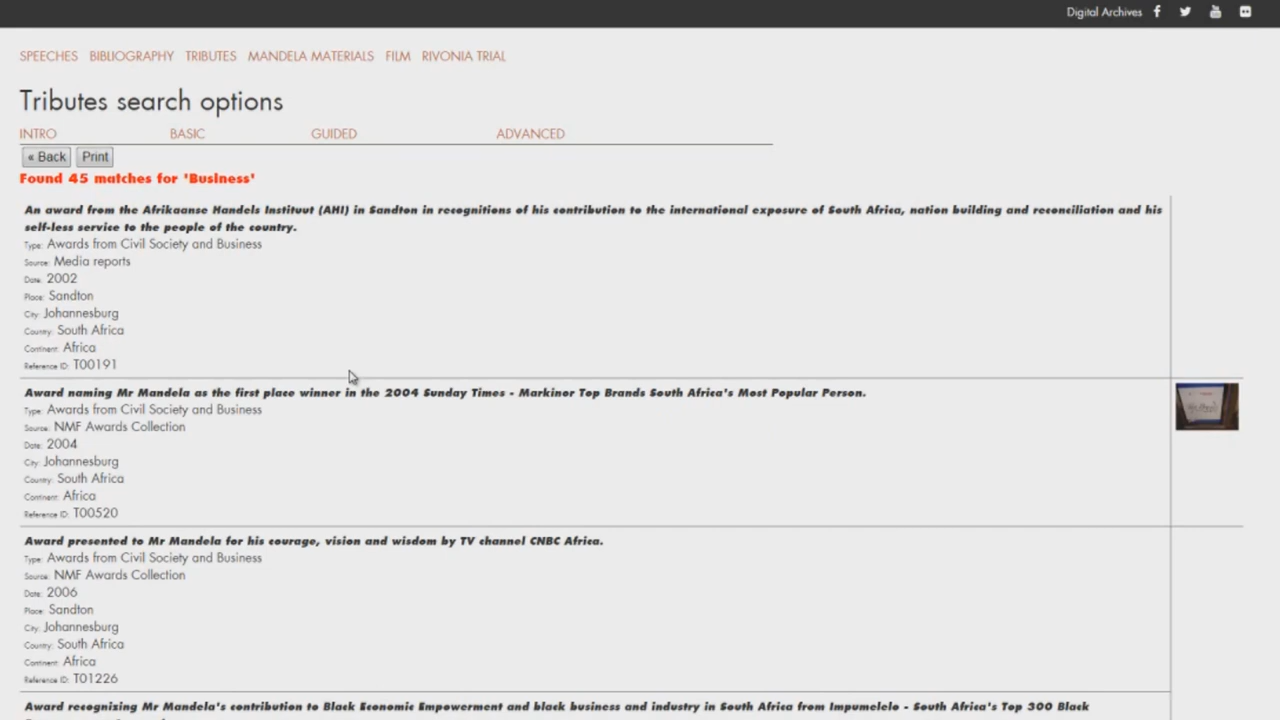 Digital Archives
SPEECHES BIBLIOGRAPHY TRIBUTES MANDELA MATERIALS FILM RIVONIA TRIAL
Tributes search options
INTRO BASIC GUIDED ADVANCED
« Back Print
Found 45 matches for 'Business'
An award from the Afrikaanse Handels Instituut (AHI) in Sandton in recognitions of his contribution to the international exposure of South Africa, nation building and reconciliation and his
self-less service to the people of the country.
Type: Awards from Civil Society and Business
Source: Media reports
Date: 2002
Place: Sandton
City: Johannesburg
Country: South Africa
Continent: Africa
Reference ID: T00191
Award naming Mr Mandela as the first place winner in the 2004 Sunday Times - Markinor Top Brands South Africa's Most Popular Person.
Type: Awards from Civil Society and Business
Source: NMF Awards Collection
Date: 2004
City: Johannesburg
Country: South Africa
Continent: Africa
Reference ID: T00520
Award presented to Mr Mandela for his courage, vision and wisdom by TV channel CNBC Africa.
Type: Awards from Civil Society and Business
Source: NMF Awards Collection
Date: 2006
Place: Sandton
City: Johannesburg
Country: South Africa
Continent: Africa
Reference ID: T01226
Award recognizing Mr Mandela's contribution to Black Economic Empowerment and black business and industry in South Africa from Impumelelo - South Africa's Top 300 Black